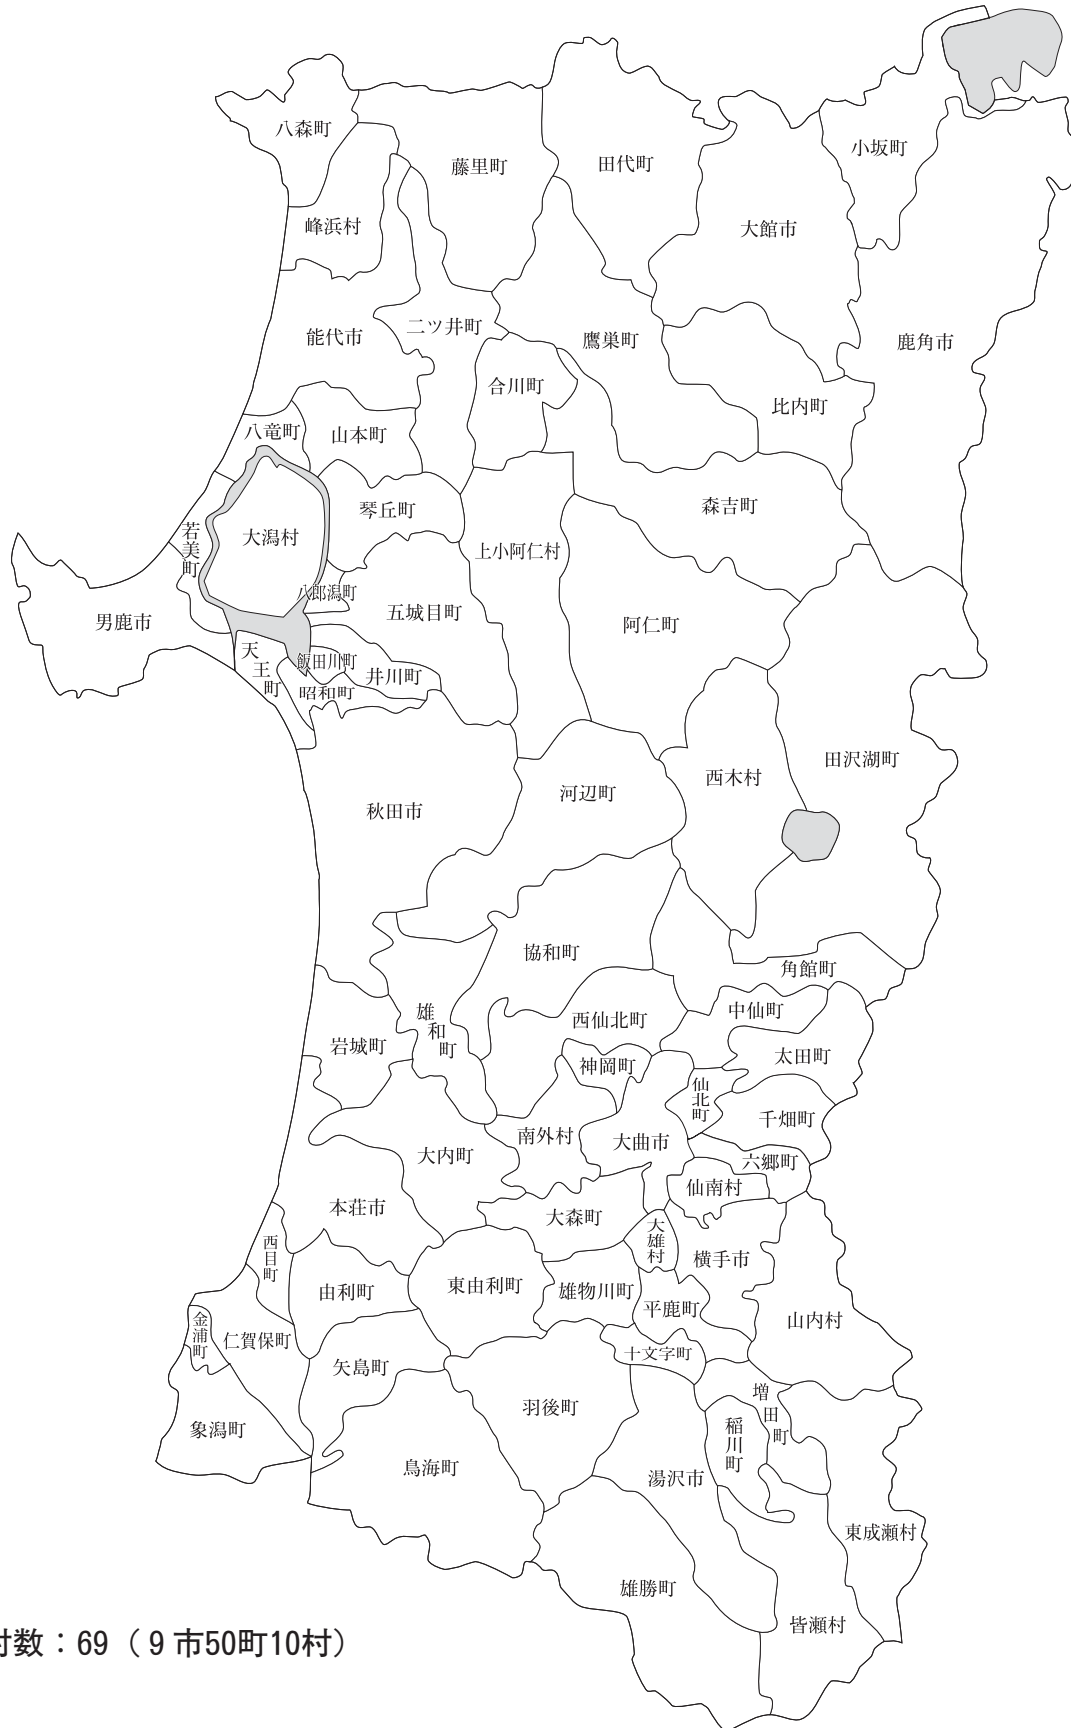 八森町
小坂町
藤里町
田代町
峰浜村
大館市
能代市
二ツ井町
鷹巣町
鹿角市
合川町
比内町
八竜町
山本町
琴丘町
森吉町
若美町
大潟村
上小阿仁村
八郎潟町
五城目町
男鹿市
阿仁町
天王町
飯田川町
井川町
昭和町
西木村
田沢湖町
河辺町
秋田市
協和町
角館町
雄和町
西仙北町
中仙町
岩城町
神岡町
太田町
仙北町
千畑町
南外村
大曲市
大内町
六郷町
仙南村
本荘市
大森町
大雄村
西目町
横手市
由利町
東由利町
雄物川町
平鹿町
山内村
金浦町
仁賀保町
十文字町
矢島町
増田町
羽後町
稲川町
象潟町
鳥海町
湯沢市
東成瀬村
雄勝町
皆瀬村
村数：69（９市50町10村）